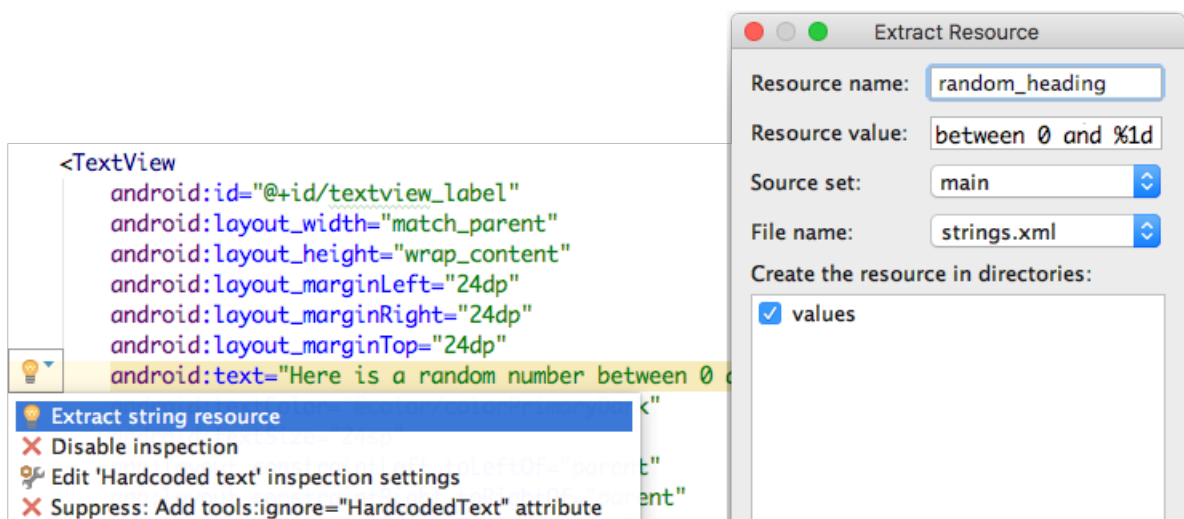 <TextView
android:id="@+id/textview_label"
android:layout_width="match_parent"
android:layout_height="wrap_content"
android:layout_marginLeft="24dp"
android:layout_marginRight="24dp"
android:layout_marginTop="24dp"
android:text="Here is a random number between 0
Extract string resource
Disable inspection
Edit 'Hardcoded text' inspection settings
Suppress: Add tools:ignore="HardcodedText" attribute
Extract Resource
Resource name: random_heading
Resource value: between 0 and %1d
Source set: main
File name: strings.xml
Create the resource in directories:
values